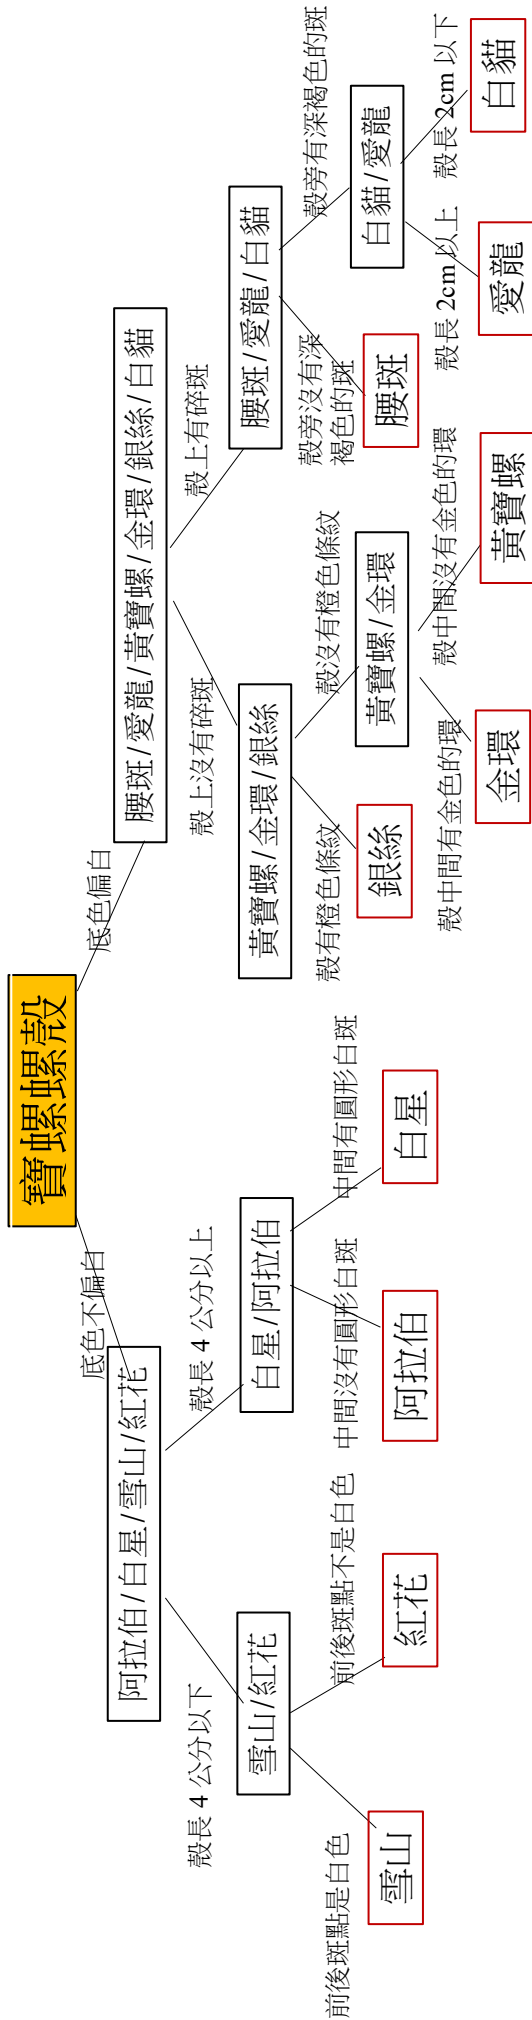 寶螺螺殼
底色不偏白
底色偏白
阿拉伯/白星/雪山/紅花
腰斑/愛龍/黃寶螺/金環/銀絲/白貓
殼長 4 公分以下
殼長 4 公分以上
殼上沒有碎斑
殼上有碎斑
雪山/紅花
白星/阿拉伯
黃寶螺/金環/銀絲
腰斑/愛龍/白貓
前後斑點是白色
前後斑點不是白色
中間沒有圓形白斑
中間有圓形白斑
殼有橙色條紋
殼沒有橙色條紋
殼旁沒有深
褐色的斑
殼旁有深褐色的斑
雪山
紅花
阿拉伯
白星
銀絲
黃寶螺/金環
腰斑
白貓/愛龍
殼中間有金色的環
殼中間沒有金色的環
殼長 2cm 以上
殼長 2cm 以下
金環
黃寶螺
愛龍
白貓